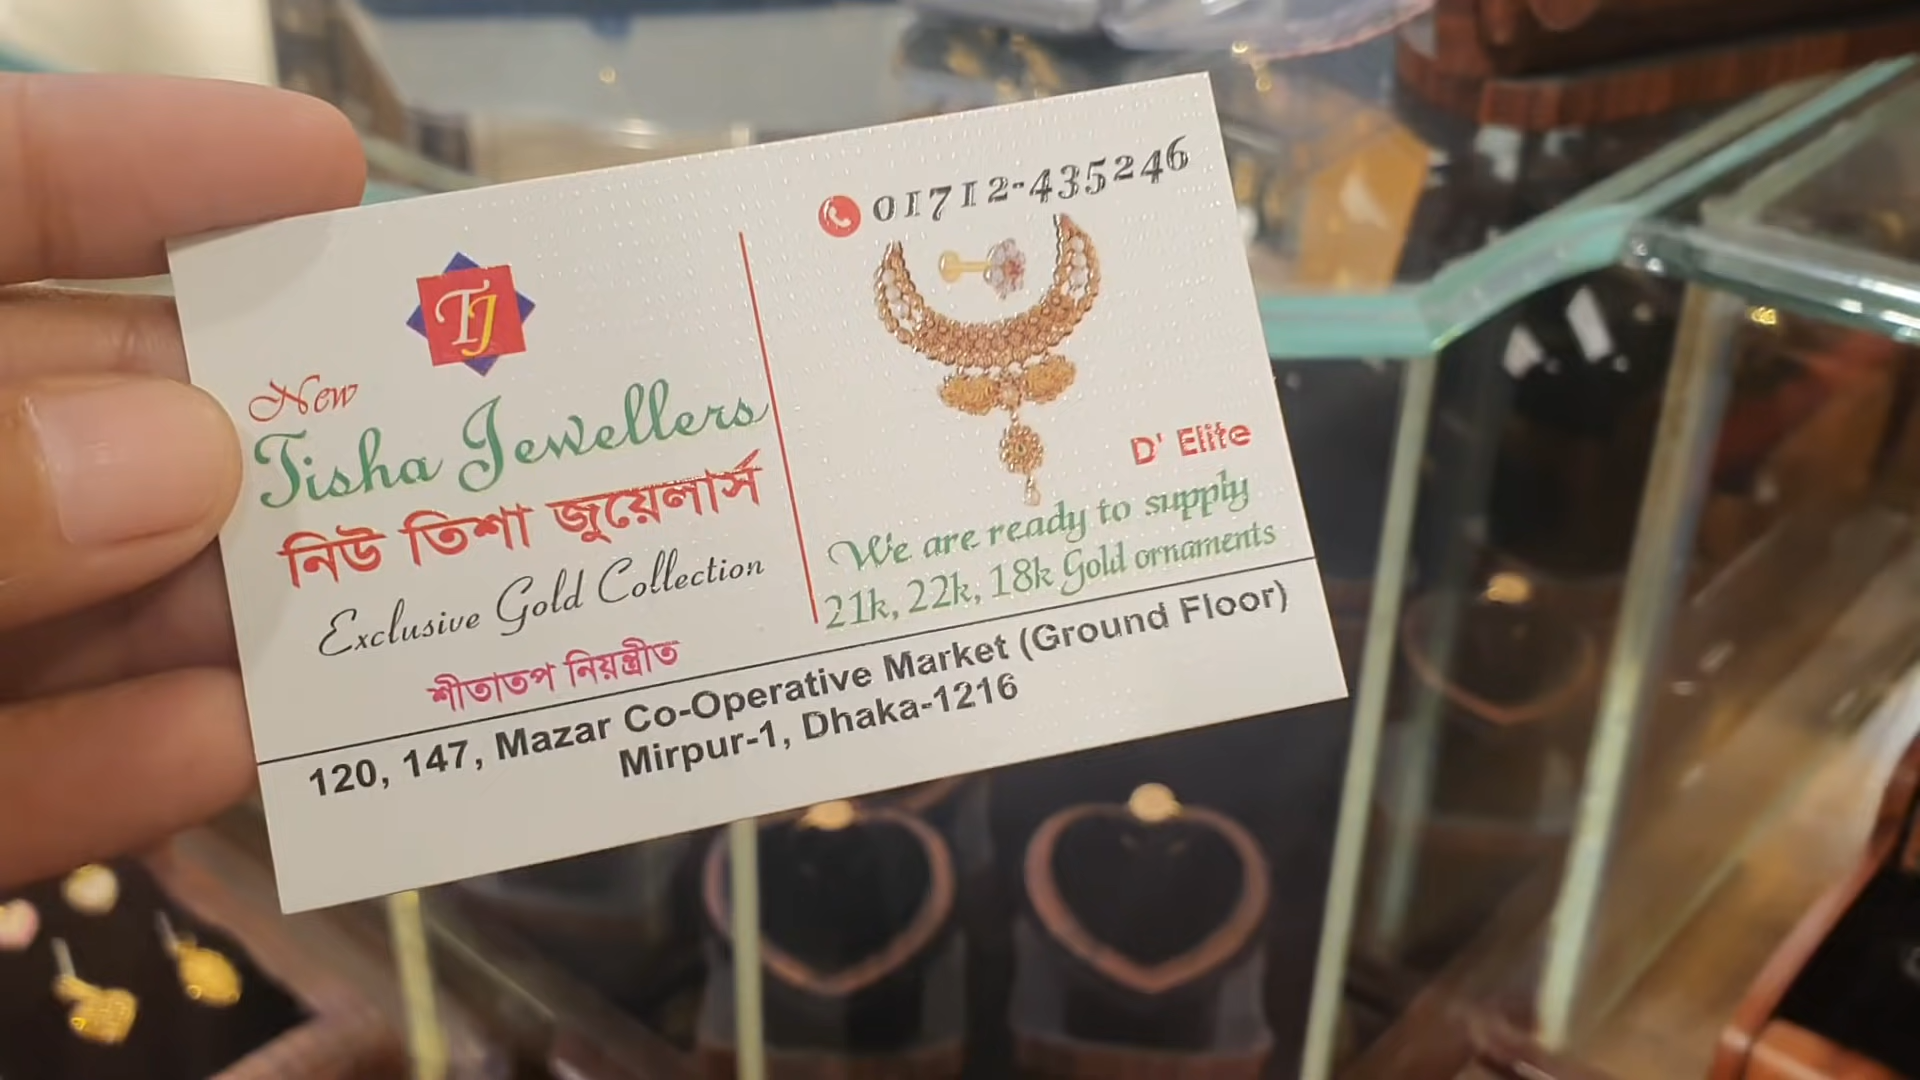 TJ
New
Tisha Jewellers
নিউ তিশা জুয়েলার্স
Exclusive Gold Collection
শীতাতপ নিয়ন্ত্রীত
01712-435246
D' Elite
We are ready to supply
21k, 22k, 18k Gold ornaments
120, 147, Mazar Co-Operative Market (Ground Floor)
Mirpur-1, Dhaka-1216